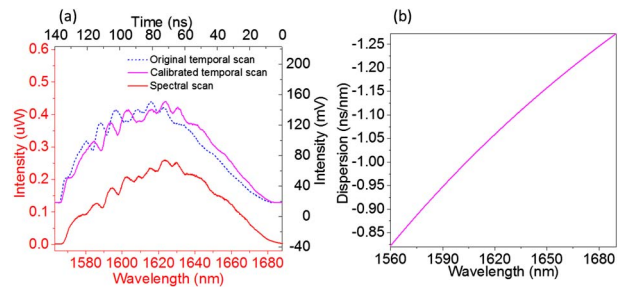 (a)
Time (ns)
140 120 100 80 60 40 20 0
0.6
0.5
0.4
0.3
0.2
0.1
0.0
Intensity (uW)
Original temporal scan
Calibrated temporal scan
Spectral scan
200
160
120
80
40
0
-40
Intensity (mV)
1580 1600 1620 1640 1660 1680
Wavelength (nm)
(b)
-1.25
-1.20
-1.15
-1.10
-1.05
-1.00
-0.95
-0.90
-0.85
Dispersion (ns/nm)
1560 1590 1620 1650 1680
Wavelength (nm)